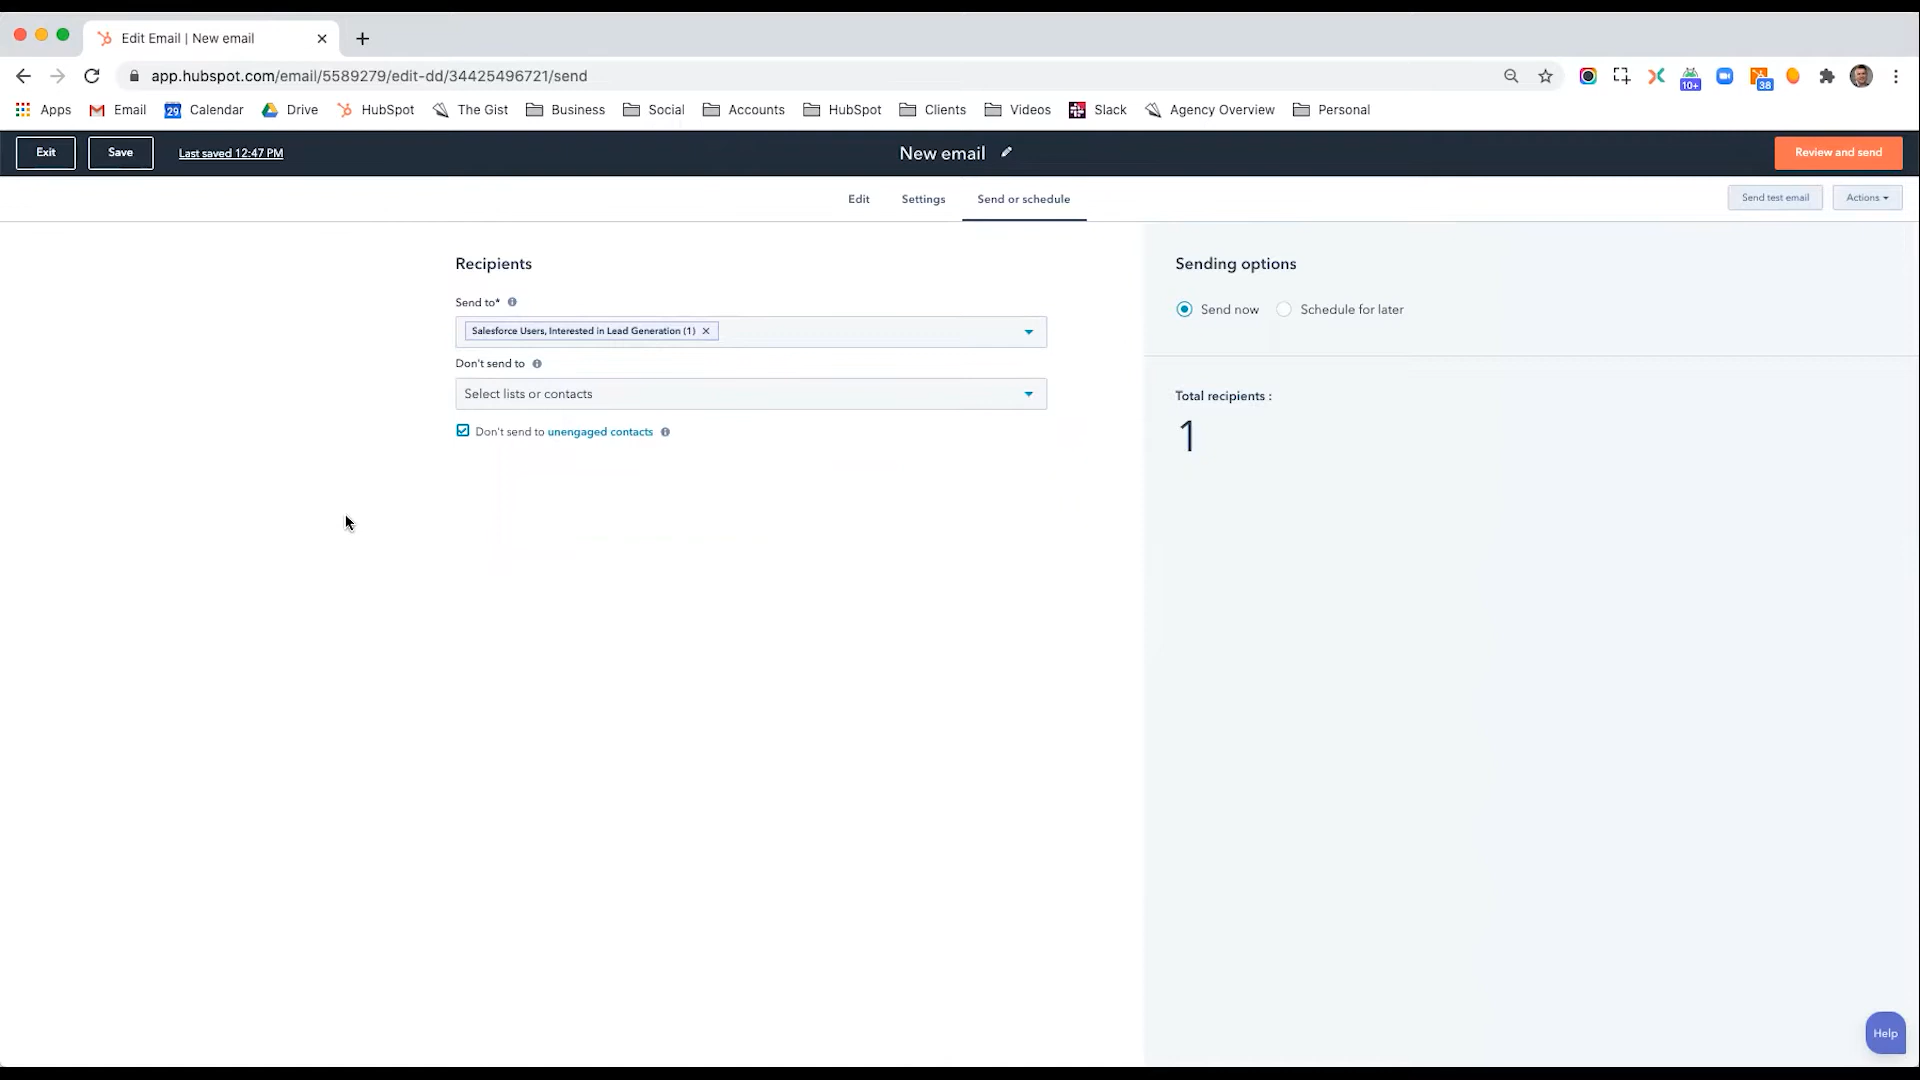 Edit Email | New email
app.hubspot.com/email/5589279/edit-dd/34425496721/send
10+
38
Apps
Email
29
Calendar
Drive
HubSpot
The Gist
Business
Social
Accounts
HubSpot
Clients
Videos
Slack
Agency Overview
Personal
Exit
Save
Last saved 12:47 PM
New email
Review and send
Edit
Settings
Send or schedule
Send test email
Actions
Recipients
Send to*
Salesforce Users, Interested in Lead Generation (1)
Don't send to
Select lists or contacts
Don't send to unengaged contacts
Sending options
Send now
Schedule for later
Total recipients :
1
Help